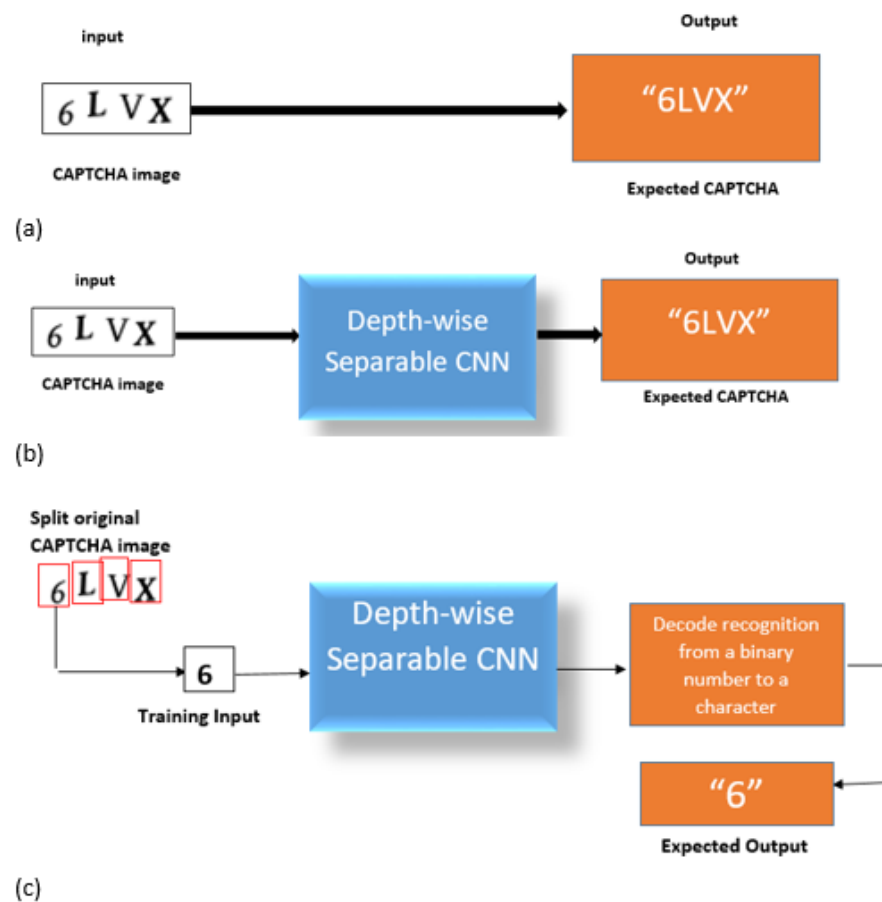 input
Output
6 L V X
"6LVX"
CAPTCHA image
Expected CAPTCHA
(a)
input
Output
6 L V X
Depth-wise
Separable CNN
"6LVX"
CAPTCHA image
Expected CAPTCHA
(b)
Split original
CAPTCHA image
6 L V X
6
Training Input
Depth-wise
Separable CNN
Decode recognition
from a binary
number to a
character
"6"
Expected Output
(c)